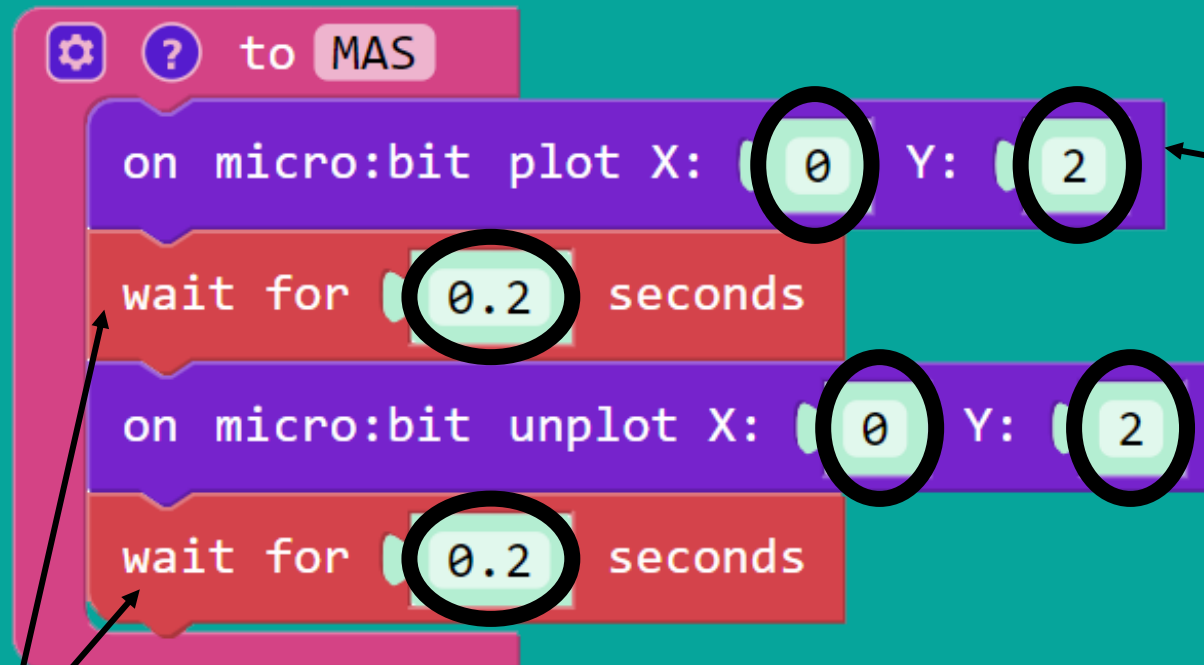 ? to MAS
on micro:bit plot X: 0 Y: 2
wait for 0.2 seconds
on micro:bit unplot X: 0 Y: 2
wait for 0.2 seconds